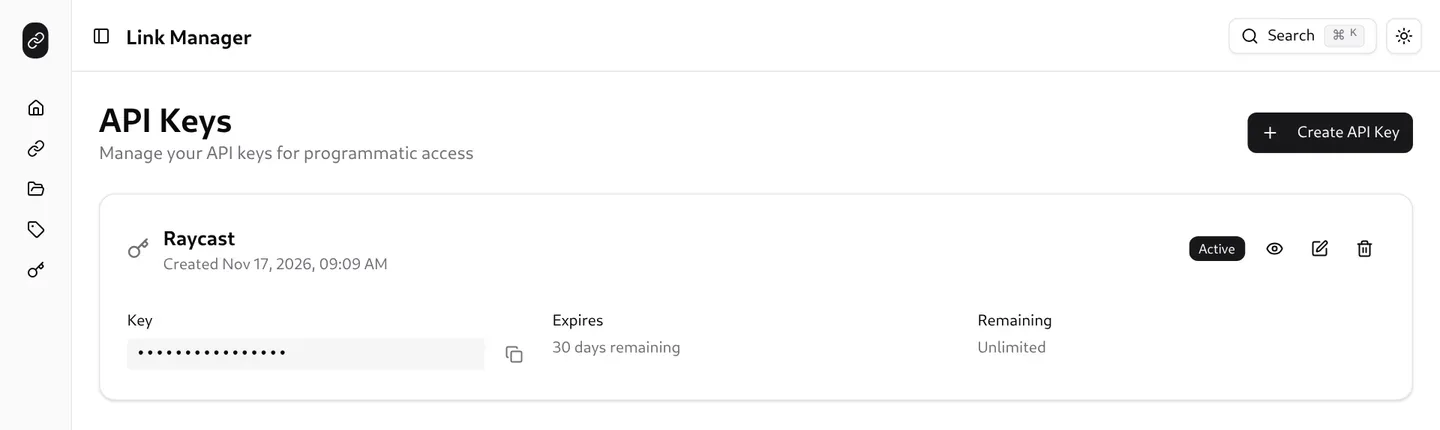 Link Manager
Search ⌘ K
API Keys
Manage your API keys for programmatic access
Create API Key
Raycast
Created Nov 17, 2026, 09:09 AM
Active
Key
••••••••••••••••
Expires
30 days remaining
Remaining
Unlimited